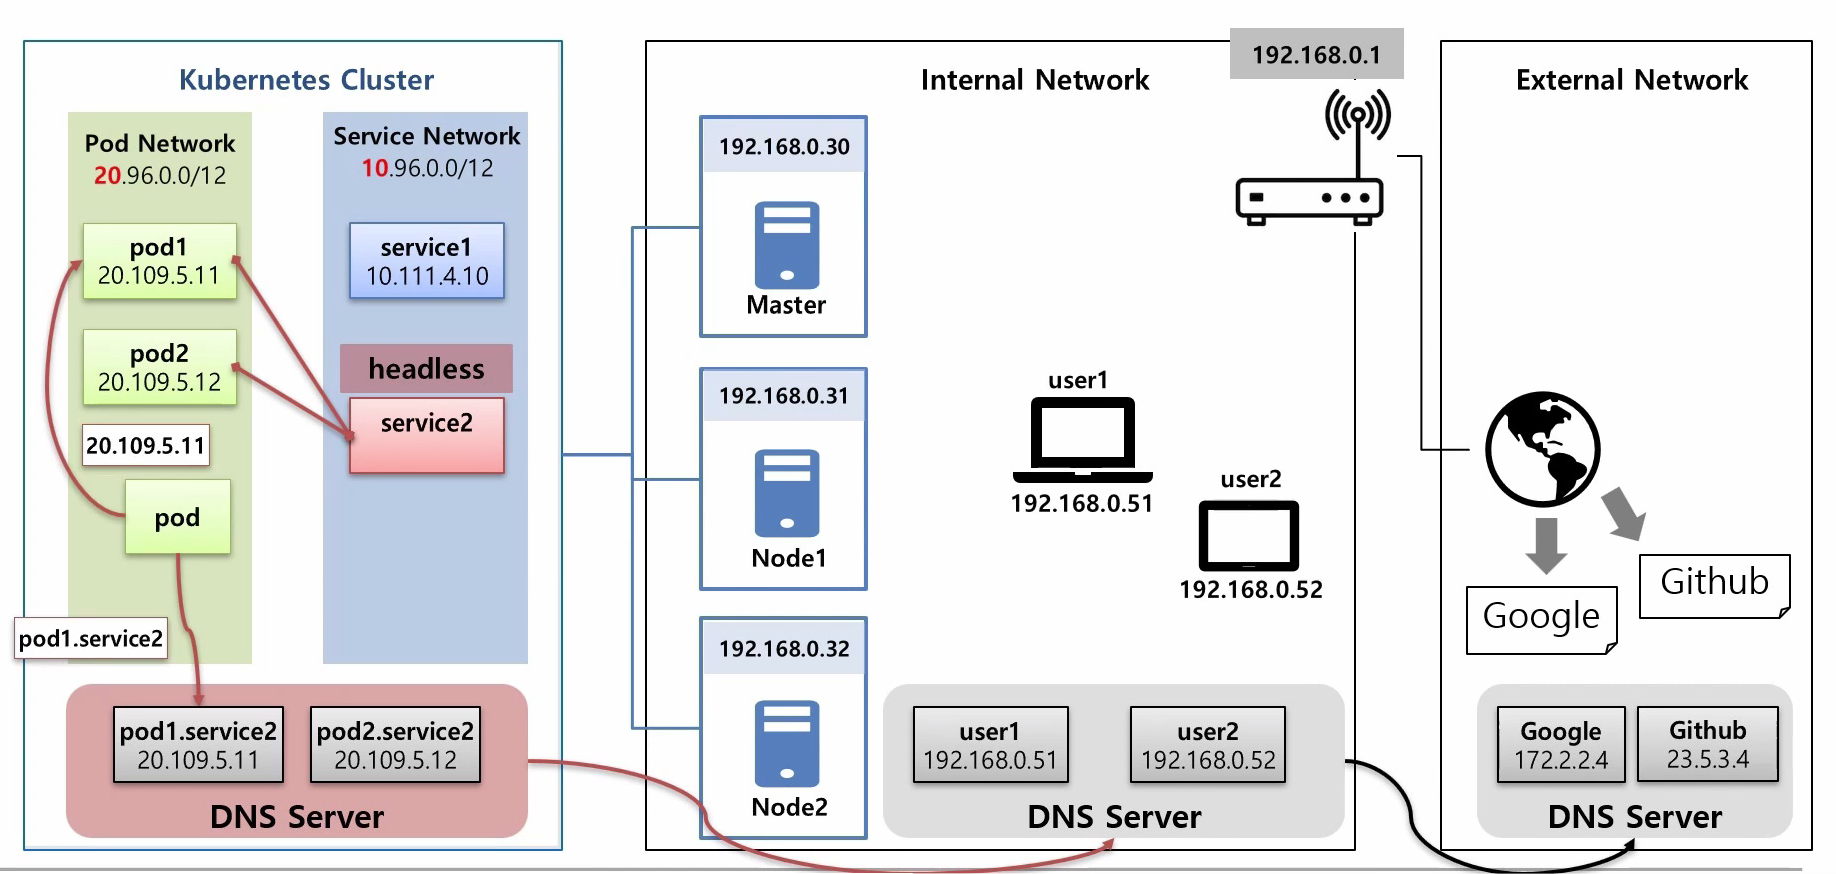 Kubernetes Cluster
Pod Network
20.96.0.0/12
pod1
20.109.5.11
pod2
20.109.5.12
20.109.5.11
pod
pod1.service2
Service Network
10.96.0.0/12
service1
10.111.4.10
headless
service2
pod1.service2
20.109.5.11
pod2.service2
20.109.5.12
DNS Server
Internal Network
192.168.0.1
192.168.0.30
Master
192.168.0.31
Node1
192.168.0.32
Node2
user1
192.168.0.51
user2
192.168.0.52
user1
192.168.0.51
user2
192.168.0.52
DNS Server
External Network
Google
Github
Google
172.2.2.4
Github
23.5.3.4
DNS Server